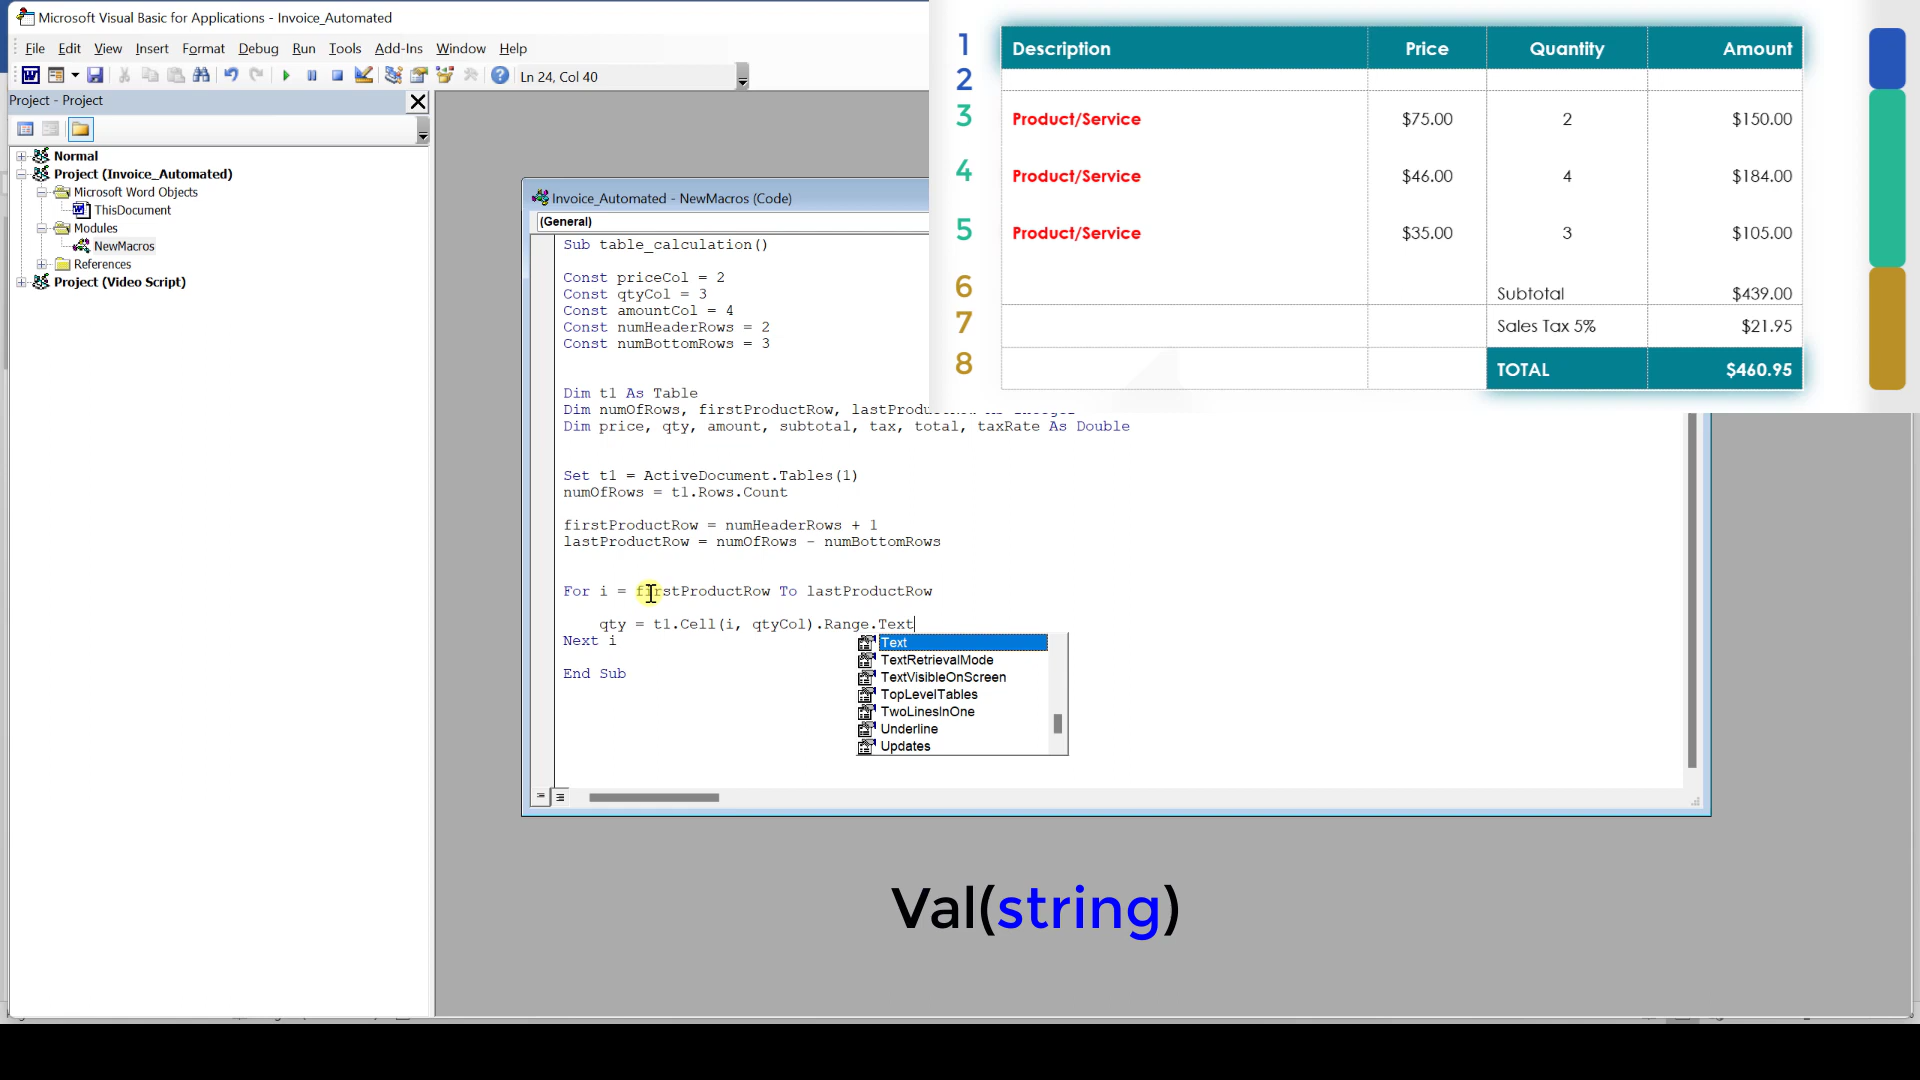 Microsoft Visual Basic for Applications - Invoice_Automated
File Edit View Insert Format Debug Run Tools Add-Ins Window Help
Ln 24, Col 40
Project - Project
Normal
Project (Invoice_Automated)
Microsoft Word Objects
ThisDocument
Modules
NewMacros
References
Project (Video Script)
Invoice_Automated - NewMacros (Code)
(General)
Sub table_calculation()
Const priceCol = 2
Const qtyCol = 3
Const amountCol = 4
Const numHeaderRows = 2
Const numBottomRows = 3
Dim t1 As Table
Dim numOfRows, firstProductRow, lastProductRow As Integer
Dim price, qty, amount, subtotal, tax, total, taxRate As Double
Set t1 = ActiveDocument.Tables(1)
numOfRows = t1.Rows.Count
firstProductRow = numHeaderRows + 1
lastProductRow = numOfRows - numBottomRows
For i = firstProductRow To lastProductRow
qty = t1.Cell(i, qtyCol).Range.Text
Next i
End Sub
Text
TextRetrievalMode
TextVisibleOnScreen
TopLevelTables
TwoLinesInOne
Underline
Updates
1 Description Price Quantity Amount
2
3 Product/Service $75.00 2 $150.00
4 Product/Service $46.00 4 $184.00
5 Product/Service $35.00 3 $105.00
6 Subtotal $439.00
7 Sales Tax 5% $21.95
8 TOTAL $460.95
Val(string)